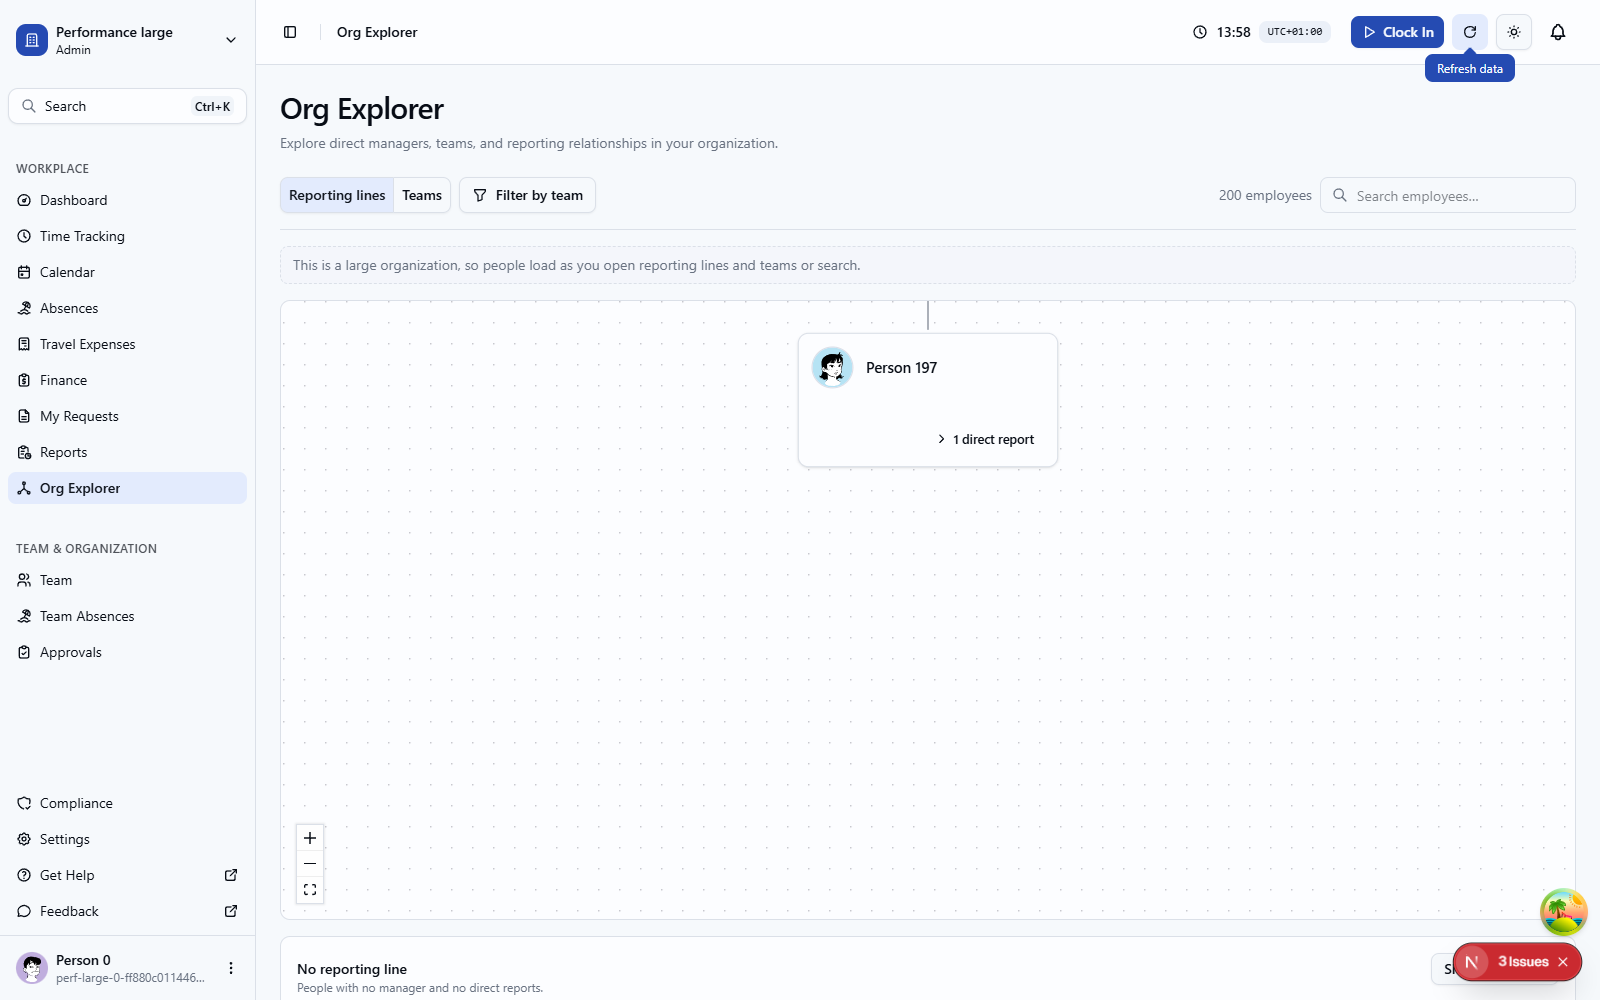 Performance large
Admin
Search
Ctrl+K
WORKPLACE
Dashboard
Time Tracking
Calendar
Absences
Travel Expenses
Finance
My Requests
Reports
Org Explorer
TEAM & ORGANIZATION
Team
Team Absences
Approvals
Compliance
Settings
Get Help
Feedback
Person 0
perf-large-0-ff880c011446...
Org Explorer
13:58
UTC+01:00
Clock In
Refresh data
Org Explorer
Explore direct managers, teams, and reporting relationships in your organization.
Reporting lines
Teams
Filter by team
200 employees
Search employees...
This is a large organization, so people load as you open reporting lines and teams or search.
Person 197
1 direct report
No reporting line
People with no manager and no direct reports.
N
3 Issues